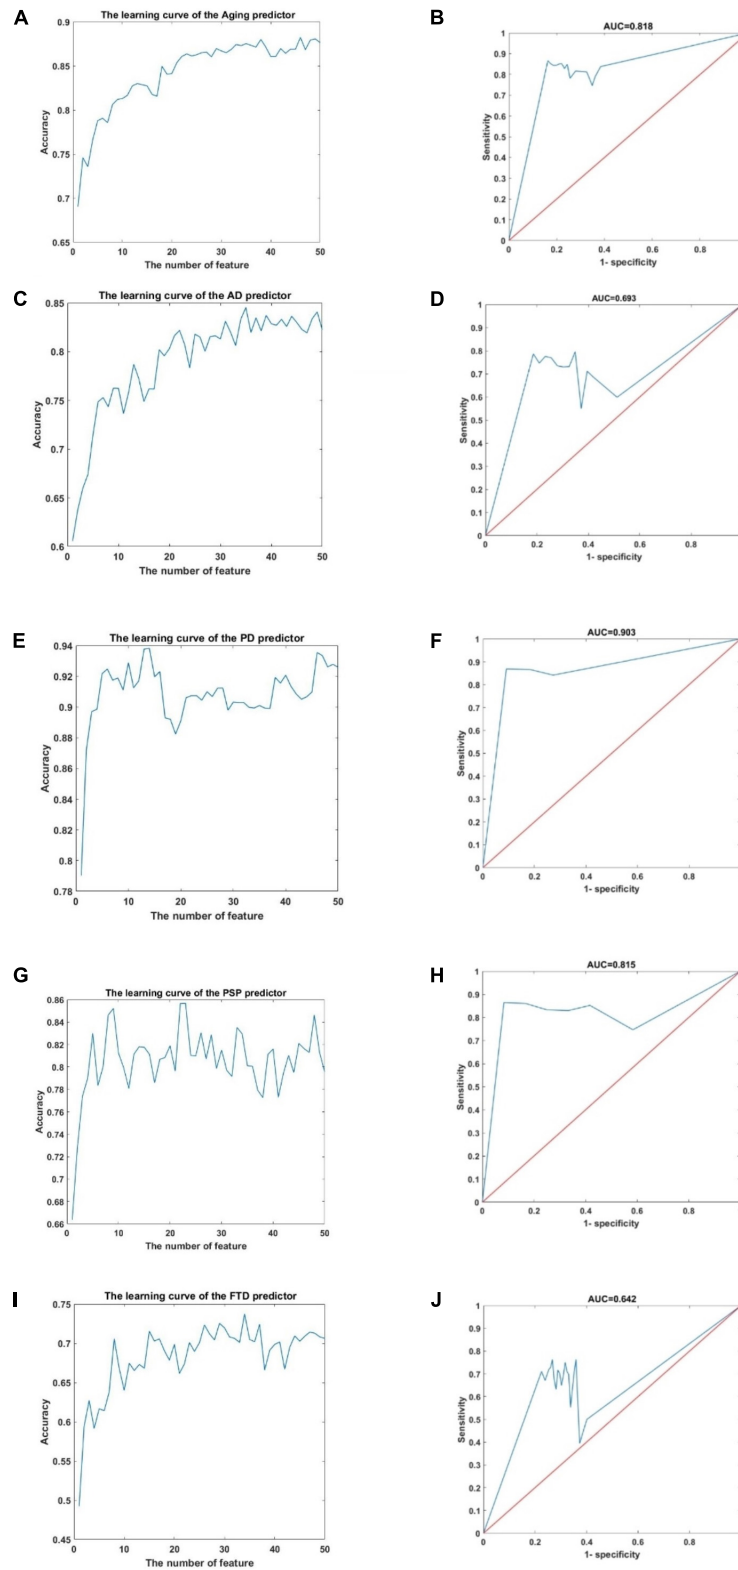 A
The learning curve of the Aging predictor
0.9
0.85
0.8
0.75
0.7
0.65
Accuracy
0 10 20 30 40 50
The number of feature
B
AUC=0.818
1
0.9
0.8
0.7
0.6
0.5
0.4
0.3
0.2
0.1
0
Sensitivity
0 0.2 0.4 0.6 0.8
1- specificity
C
The learning curve of the AD predictor
0.85
0.8
0.75
0.7
0.65
0.6
Accuracy
0 10 20 30 40 50
The number of feature
D
AUC=0.693
1
0.9
0.8
0.7
0.6
0.5
0.4
0.3
0.2
0.1
0
Sensitivity
0 0.2 0.4 0.6 0.8
1- specificity
E
The learning curve of the PD predictor
0.94
0.92
0.9
0.88
0.86
0.84
0.82
0.8
0.78
Accuracy
0 10 20 30 40 50
The number of feature
F
AUC=0.903
1
0.9
0.8
0.7
0.6
0.5
0.4
0.3
0.2
0.1
0
Sensitivity
0 0.2 0.4 0.6 0.8
1- specificity
G
The learning curve of the PSP predictor
0.86
0.84
0.82
0.8
0.78
0.76
0.74
0.72
0.7
0.68
0.66
Accuracy
0 10 20 30 40 50
The number of feature
H
AUC=0.815
1
0.9
0.8
0.7
0.6
0.5
0.4
0.3
0.2
0.1
0
Sensitivity
0 0.2 0.4 0.6 0.8
1- specificity
I
The learning curve of the FTD predictor
0.75
0.7
0.65
0.6
0.55
0.5
0.45
Accuracy
0 10 20 30 40 50
The number of feature
J
AUC=0.642
1
0.9
0.8
0.7
0.6
0.5
0.4
0.3
0.2
0.1
0
Sensitivity
0 0.2 0.4 0.6 0.8
1- specificity